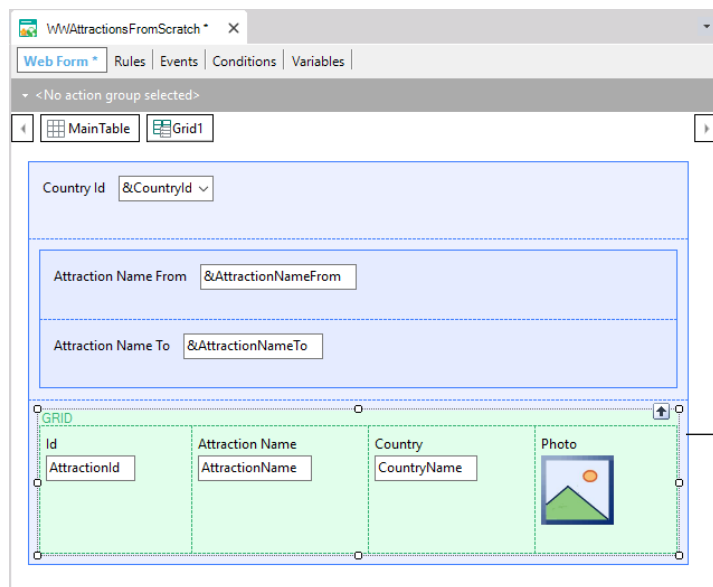 WWAttractionsFromScratch *
Web Form * Rules Events Conditions Variables
<No action group selected>
MainTable Grid1
Country Id &CountryId
Attraction Name From &AttractionNameFrom
Attraction Name To &AttractionNameTo
GRID
Id Attraction Name Country Photo
AttractionId AttractionName CountryName